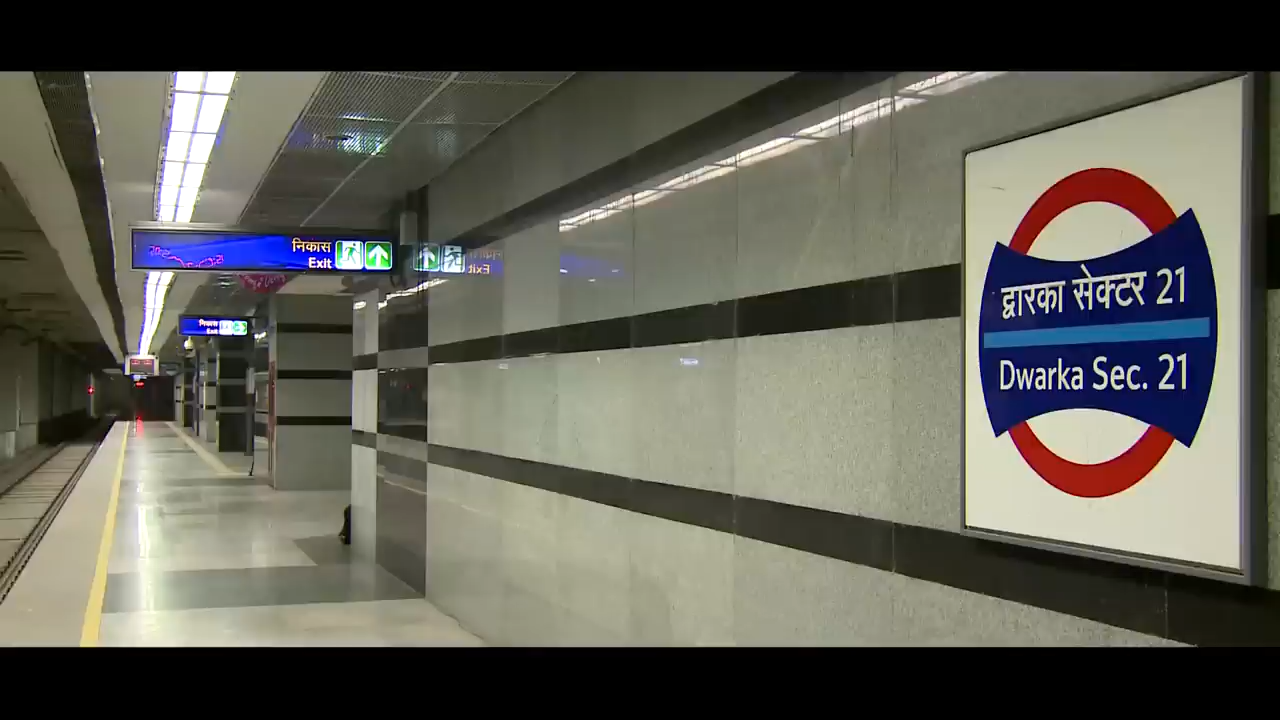 निकास
Exit
द्वारका सेक्टर 21
Dwarka Sec. 21